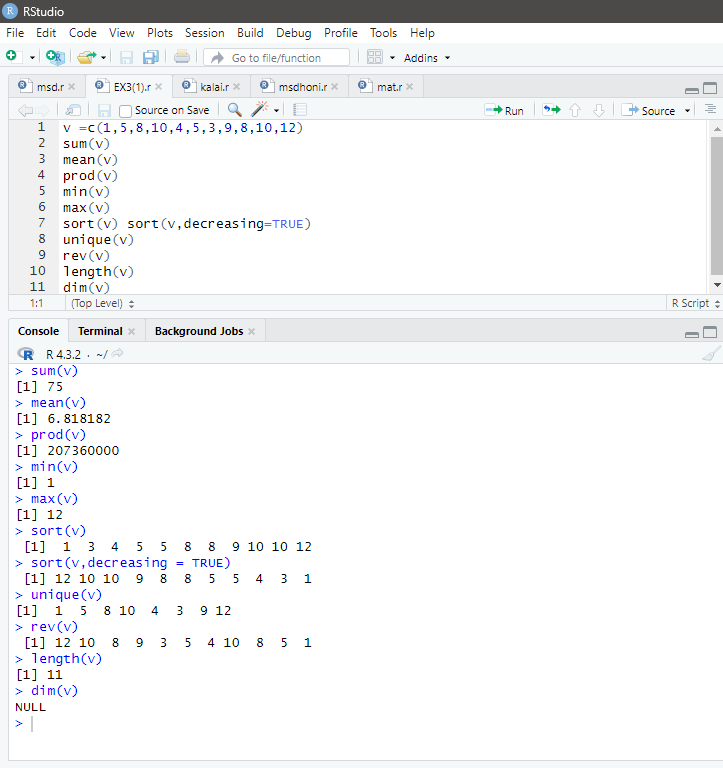 RStudio
File Edit Code View Plots Session Build Debug Profile Tools Help
Go to file/function Addins
msd.r EX3(1).r kalai.r msdhoni.r mat.r
Source on Save Run Source
1 v =c(1,5,8,10,4,5,3,9,8,10,12)
2 sum(v)
3 mean(v)
4 prod(v)
5 min(v)
6 max(v)
7 sort(v) sort(v,decreasing=TRUE)
8 unique(v)
9 rev(v)
10 length(v)
11 dim(v)
1:1 (Top Level) R Script
Console Terminal Background Jobs
R R 4.3.2 · ~/
> sum(v)
[1] 75
> mean(v)
[1] 6.818182
> prod(v)
[1] 207360000
> min(v)
[1] 1
> max(v)
[1] 12
> sort(v)
[1] 1 3 4 5 5 8 8 9 10 10 12
> sort(v,decreasing = TRUE)
[1] 12 10 10 9 8 8 5 5 4 3 1
> unique(v)
[1] 1 5 8 10 4 3 9 12
> rev(v)
[1] 12 10 8 9 3 5 4 10 8 5 1
> length(v)
[1] 11
> dim(v)
NULL
>